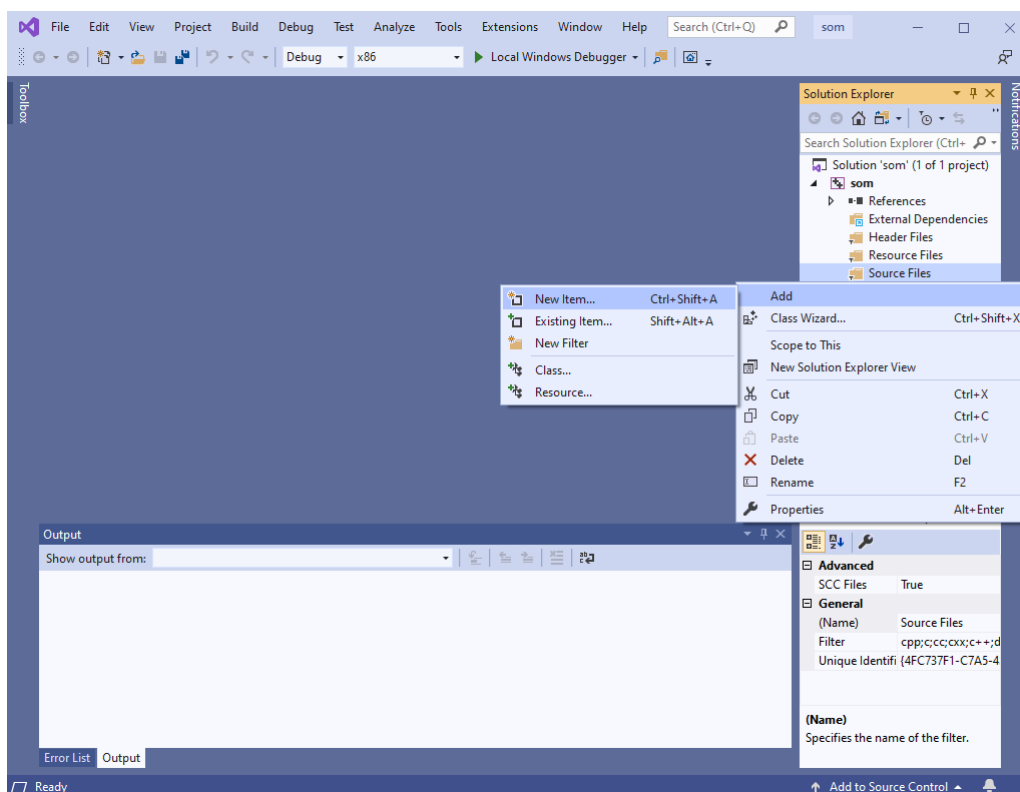 File Edit View Project Build Debug Test Analyze Tools Extensions Window Help Search (Ctrl+Q) som
Debug x86 Local Windows Debugger
Toolbox
Solution Explorer
Notifications
Search Solution Explorer (Ctrl+
Solution 'som' (1 of 1 project)
som
References
External Dependencies
Header Files
Resource Files
Source Files
New Item... Ctrl+Shift+A
Existing Item... Shift+Alt+A
New Filter
Class...
Resource...
Add
Class Wizard... Ctrl+Shift+X
Scope to This
New Solution Explorer View
Cut Ctrl+X
Copy Ctrl+C
Paste Ctrl+V
Delete Del
Rename F2
Properties Alt+Enter
Output
Show output from:
Error List Output
Advanced
SCC Files True
General
(Name) Source Files
Filter cpp;c;cc;cxx;c++;d
Unique Identifi {4FC737F1-C7A5-4
(Name)
Specifies the name of the filter.
Ready Add to Source Control